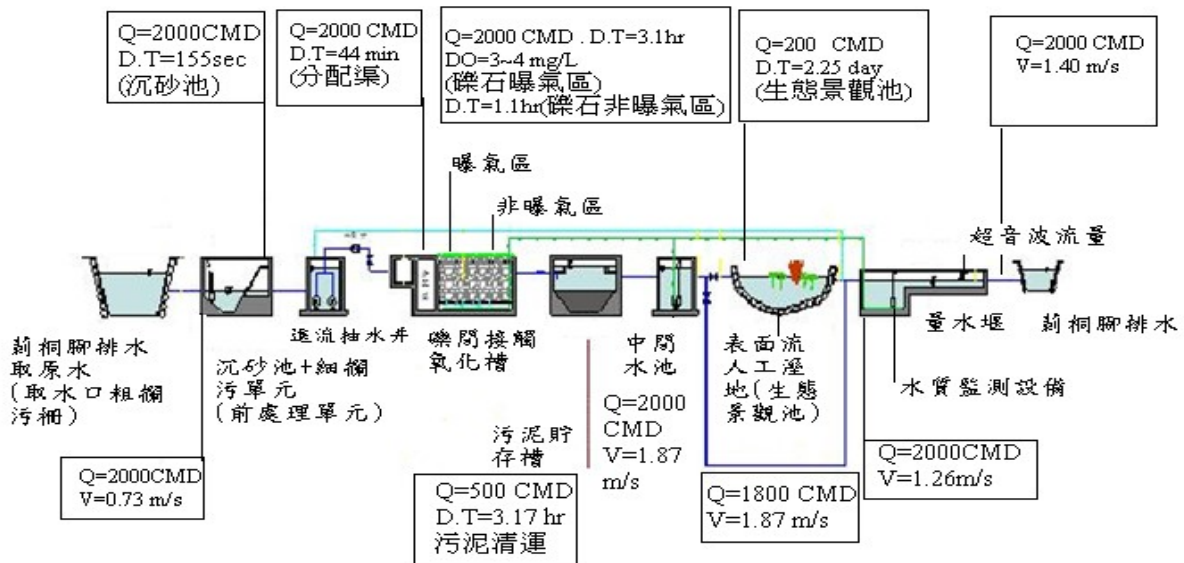 Q=2000CMD
D.T=155sec
(沉砂池)
Q=2000 CMD
D.T=44 min
(分配渠)
Q=2000 CMD . D.T=3.1hr
DO=3~4 mg/L
(礫石曝氣區)
D.T=1.1hr(礫石非曝氣區)
Q=200 CMD
D.T=2.25 day
(生態景觀池)
Q=2000 CMD
V=1.40 m/s
曝氣區
非曝氣區
超音波流量
莿桐腳排水
取原水
(取水口粗攔
污柵)
沉砂池+細攔
污單元
(前處理單元)
進流抽水井
礫間接觸
氧化槽
污泥貯
存槽
中間
水池
表面流
人工溼
地(生態
景觀池)
量水堰
水質監測設備
莿桐腳排水
Q=2000CMD
V=0.73 m/s
Q=500 CMD
D.T=3.17 hr
污泥清運
Q=2000
CMD
V=1.87
m/s
Q=1800 CMD
V=1.87 m/s
Q=2000CMD
V=1.26m/s